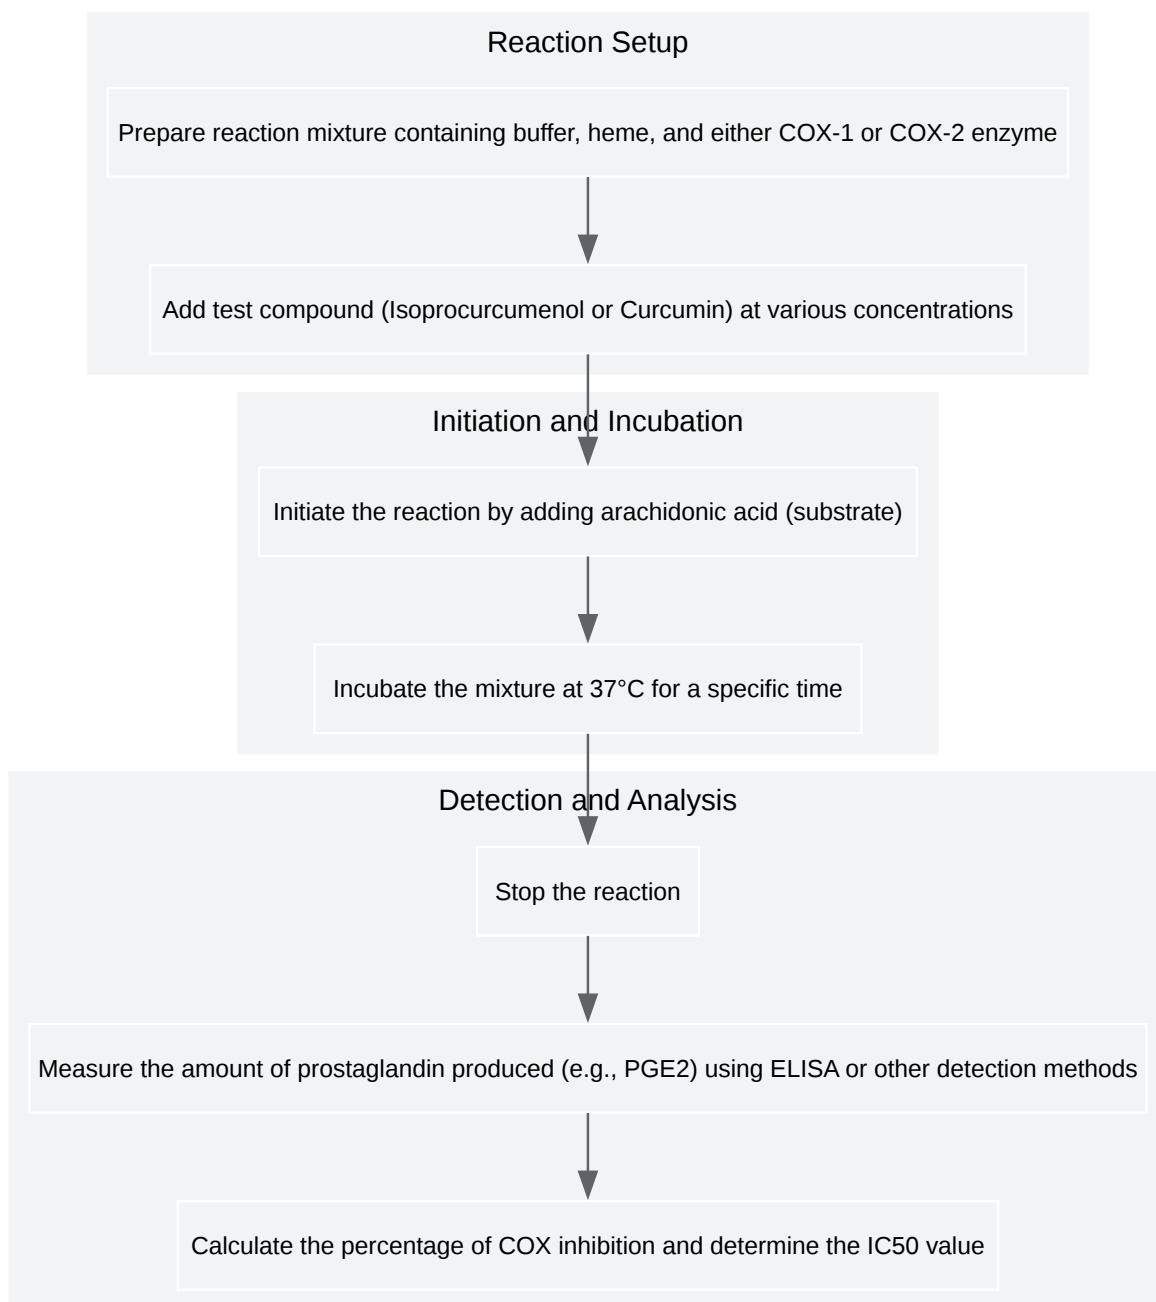 Reaction Setup
Prepare reaction mixture containing buffer, heme, and either COX-1 or COX-2 enzyme
Add test compound (Isoprocurcumenol or Curcumin) at various concentrations
Initiation and Incubation
Initiate the reaction by adding arachidonic acid (substrate)
Incubate the mixture at 37°C for a specific time
Detection and Analysis
Stop the reaction
Measure the amount of prostaglandin produced (e.g., PGE2) using ELISA or other detection methods
Calculate the percentage of COX inhibition and determine the IC50 value